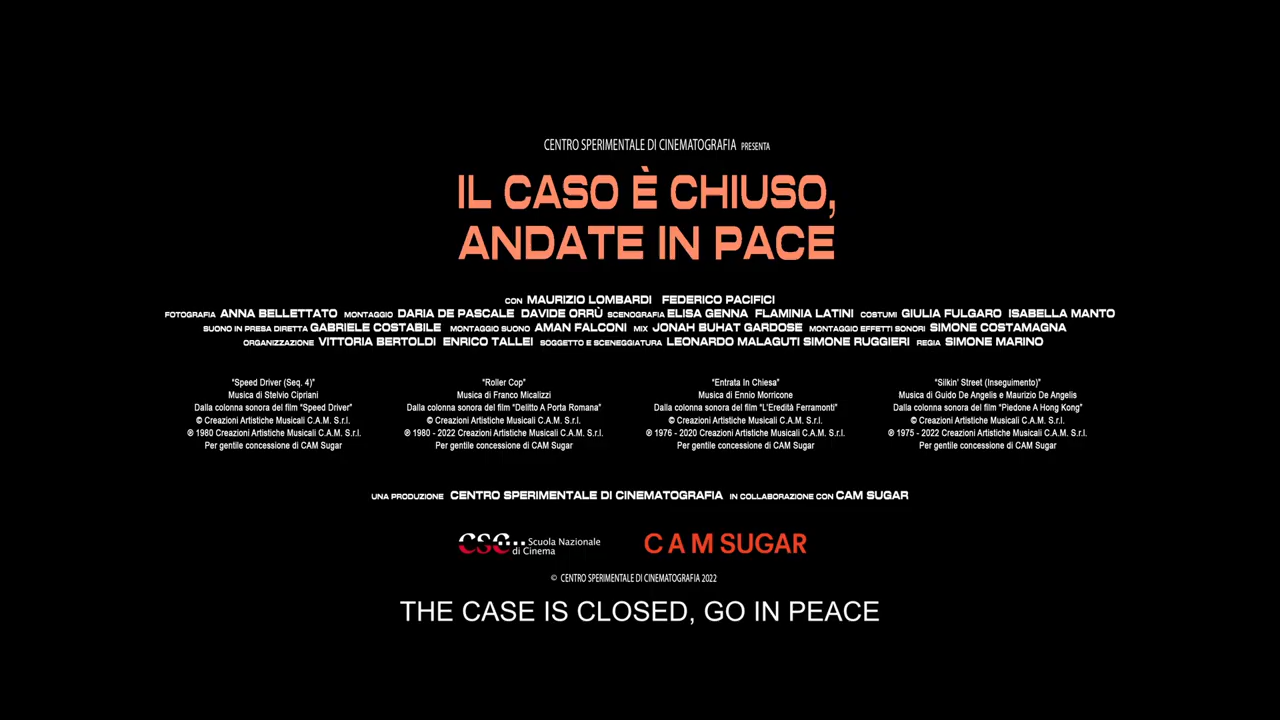 CENTRO SPERIMENTALE DI CINEMATOGRAFIA PRESENTA
IL CASO È CHIUSO,
ANDATE IN PACE
CON MAURIZIO LOMBARDI FEDERICO PACIFICI
FOTOGRAFIA ANNA BELLETTATO MONTAGGIO DARIA DE PASCALE DAVIDE ORRÙ SCENOGRAFIA ELISA GENNA FLAMINIA LATINI COSTUMI GIULIA FULGARO ISABELLA MANTO
SUONO IN PRESA DIRETTA GABRIELE COSTABILE MONTAGGIO SUONO AMAN FALCONI MIX JONAH BUHAT GARDOSE MONTAGGIO EFFETTI SONORI SIMONE COSTAMAGNA
ORGANIZZAZIONE VITTORIA BERTOLDI ENRICO TALLEI SOGGETTO E SCENEGGIATURA LEONARDO MALAGUTI SIMONE RUGGIERI REGIA SIMONE MARINO
"Speed Driver (Seq. 4)"
Musica di Stelvio Cipriani
Dalla colonna sonora del film "Speed Driver"
© Creazioni Artistiche Musicali C.A.M. S.r.l.
℗ 1980 Creazioni Artistiche Musicali C.A.M. S.r.l.
Per gentile concessione di CAM Sugar
"Roller Cop"
Musica di Franco Micalizzi
Dalla colonna sonora del film "Delitto A Porta Romana"
© Creazioni Artistiche Musicali C.A.M. S.r.l.
℗ 1980 - 2022 Creazioni Artistiche Musicali C.A.M. S.r.l.
Per gentile concessione di CAM Sugar
"Entrata In Chiesa"
Musica di Ennio Morricone
Dalla colonna sonora del film "L'Eredità Ferramonti"
© Creazioni Artistiche Musicali C.A.M. S.r.l.
℗ 1976 - 2020 Creazioni Artistiche Musicali C.A.M. S.r.l.
Per gentile concessione di CAM Sugar
"Silkin' Street (Inseguimento)"
Musica di Guido De Angelis e Maurizio De Angelis
Dalla colonna sonora del film "Piedone A Hong Kong"
© Creazioni Artistiche Musicali C.A.M. S.r.l.
℗ 1975 - 2022 Creazioni Artistiche Musicali C.A.M. S.r.l.
Per gentile concessione di CAM Sugar
UNA PRODUZIONE CENTRO SPERIMENTALE DI CINEMATOGRAFIA IN COLLABORAZIONE CON CAM SUGAR
csc Scuola Nazionale
di Cinema
CAM SUGAR
© CENTRO SPERIMENTALE DI CINEMATOGRAFIA 2022
THE CASE IS CLOSED, GO IN PEACE